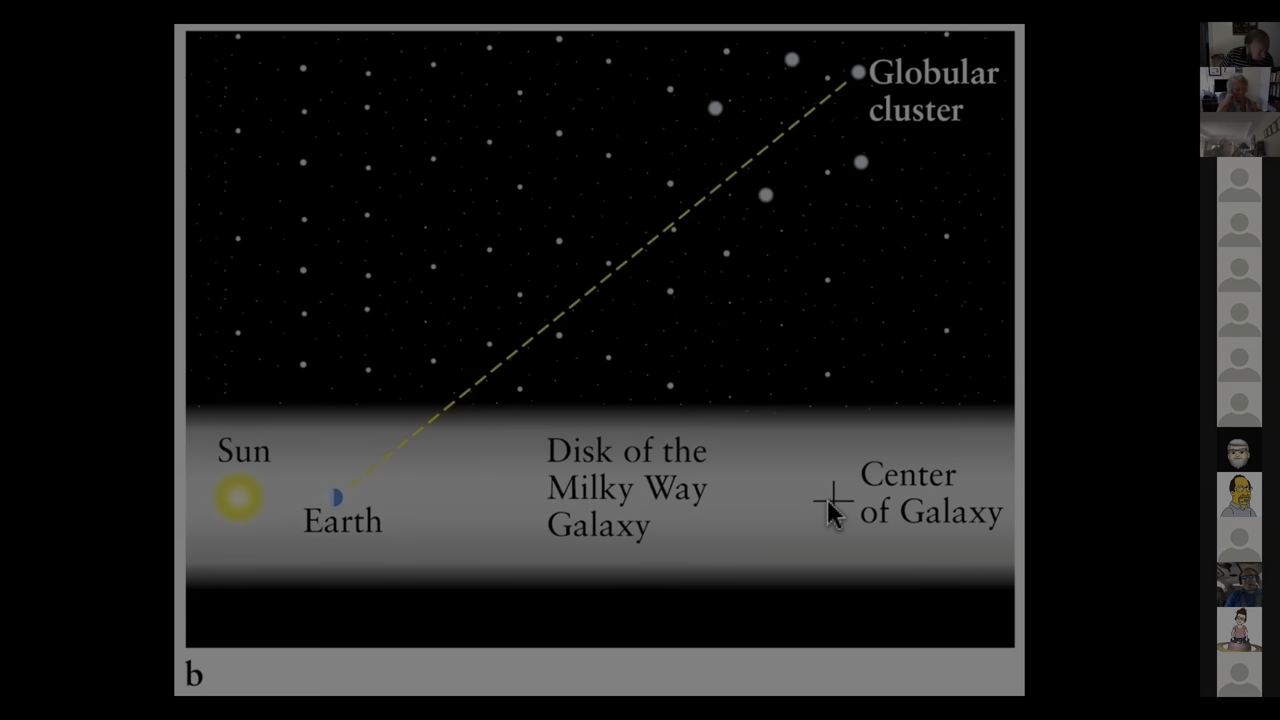 Globular
cluster
Sun
Earth
Disk of the
Milky Way
Galaxy
Center
of Galaxy
b